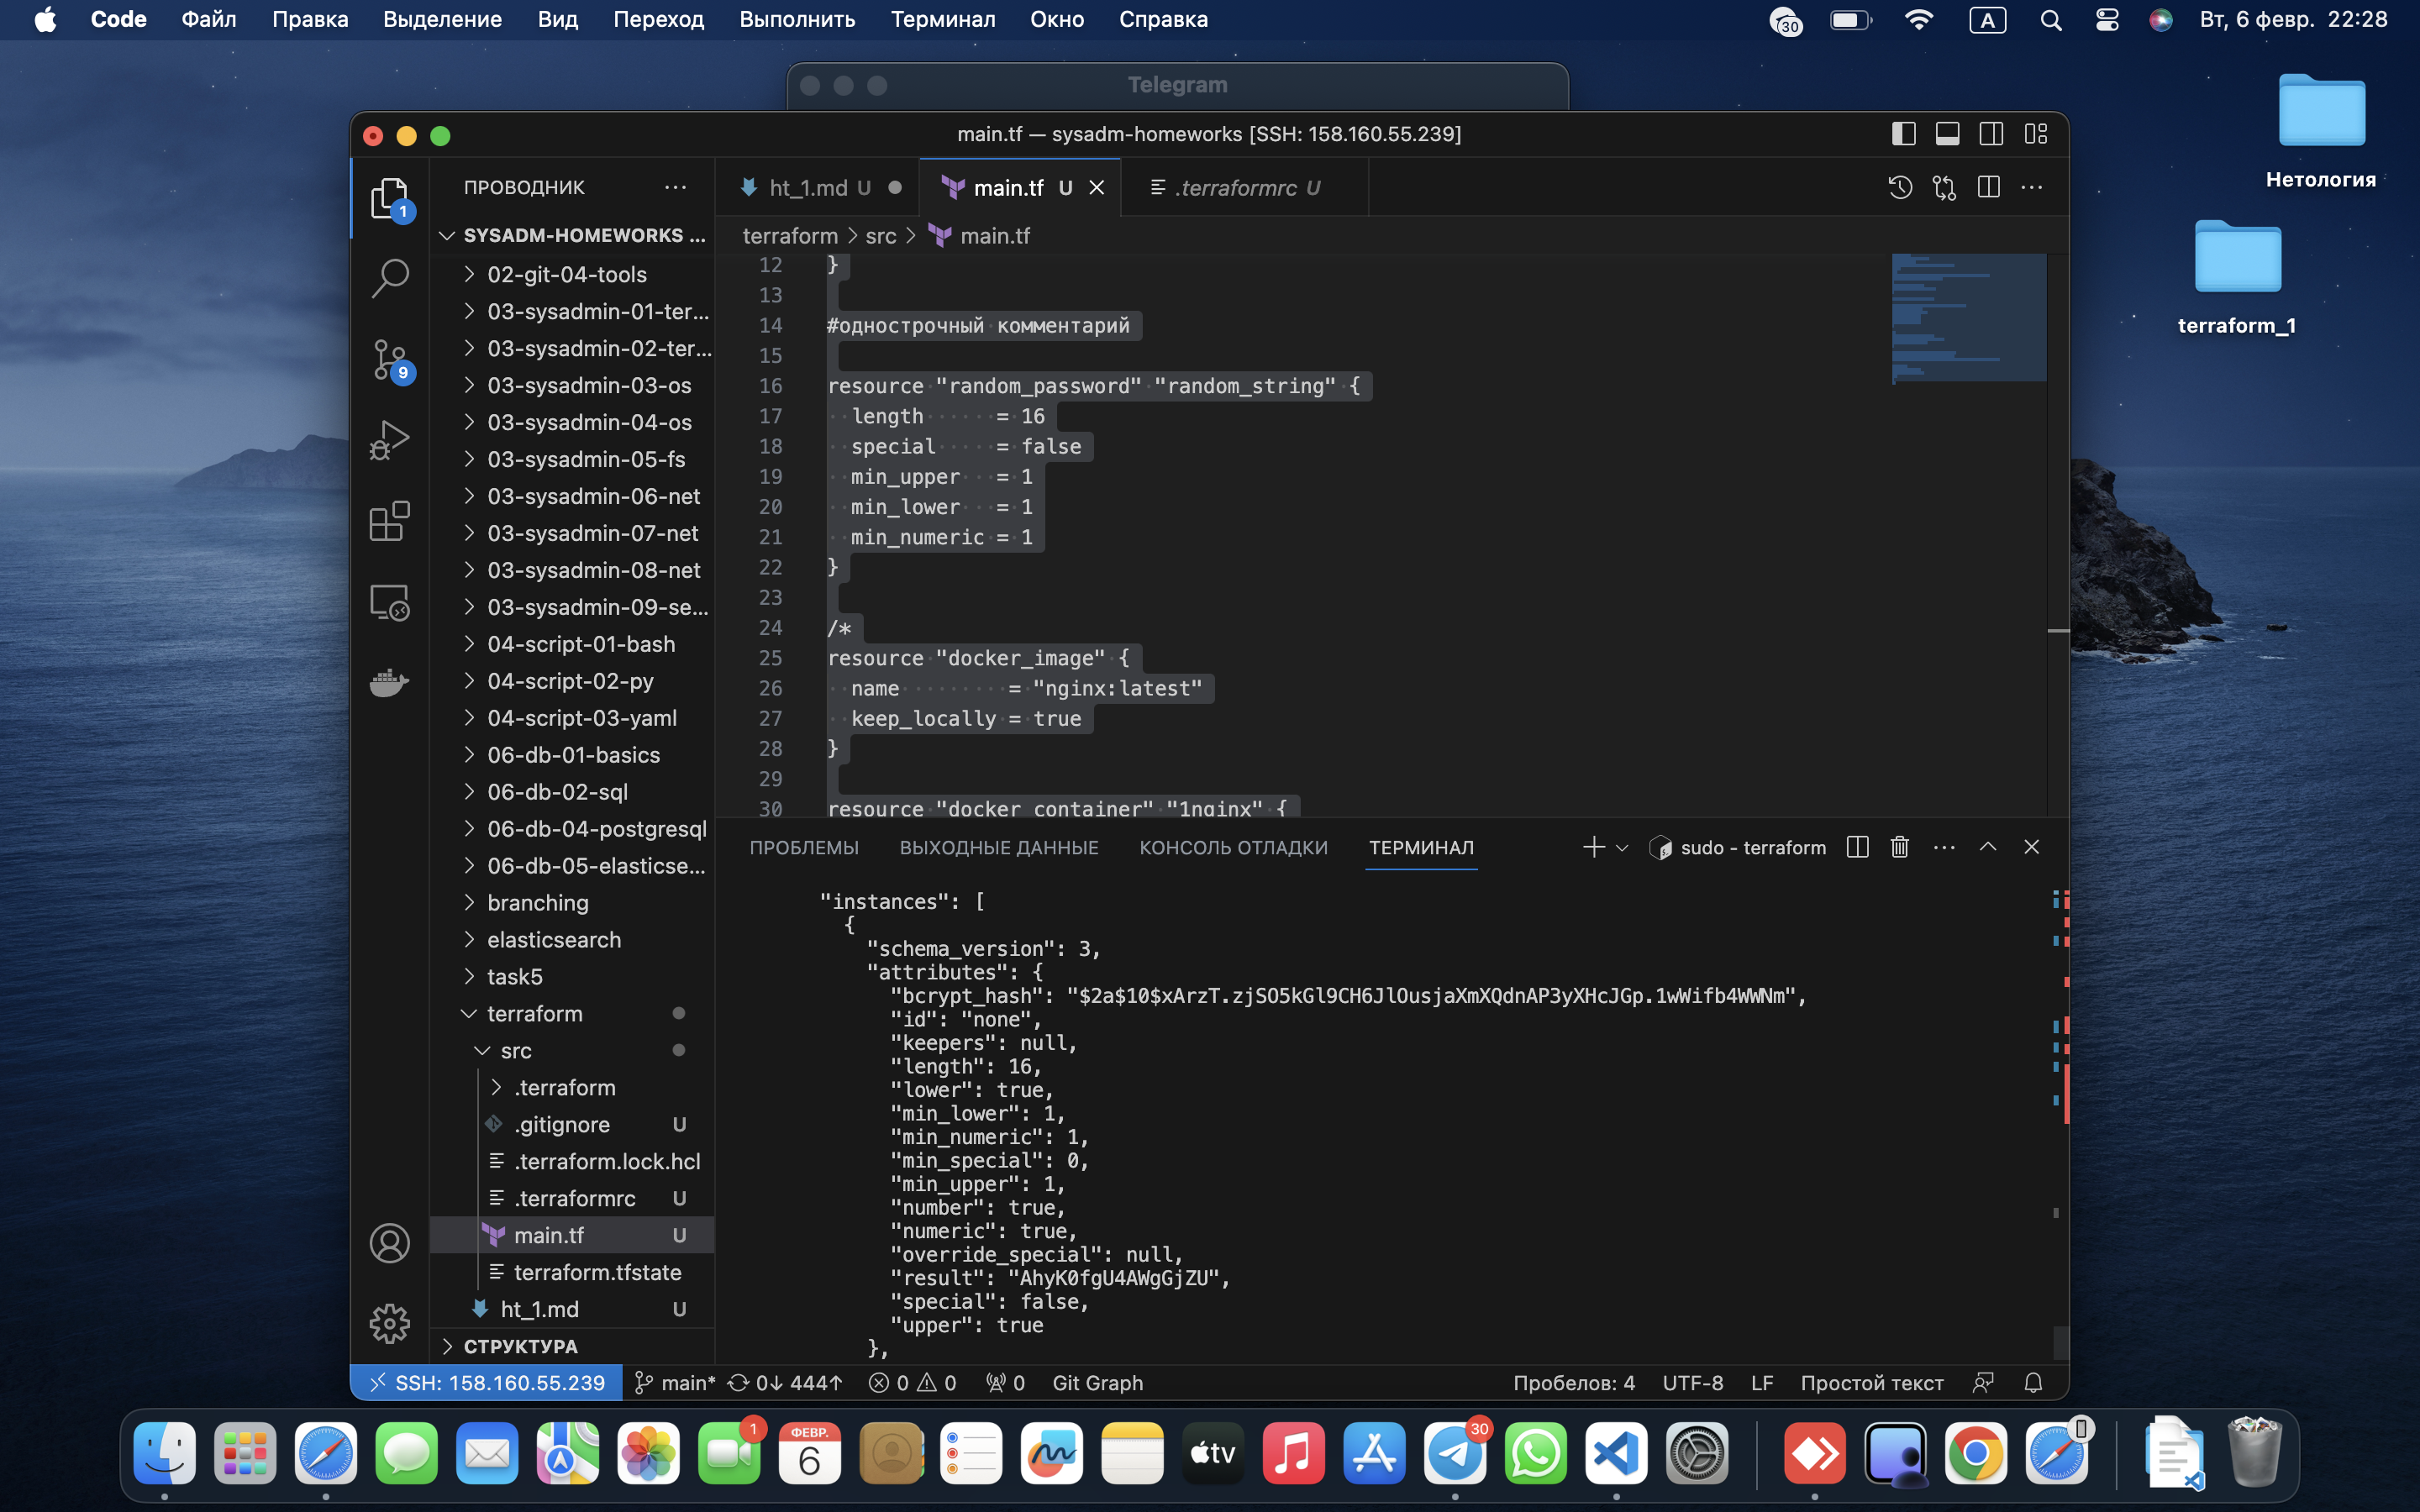 Code Файл Правка Выделение Вид Переход Выполнить Терминал Окно Справка 30 A Вт, 6 февр. 22:28
Telegram
Нетология
terraform_1
main.tf — sysadm-homeworks [SSH: 158.160.55.239]
ПРОВОДНИК
ht_1.md U
main.tf U
.terraformrc U
1
9
SYSADM-HOMEWORKS ...
02-git-04-tools
03-sysadmin-01-ter...
03-sysadmin-02-ter...
03-sysadmin-03-os
03-sysadmin-04-os
03-sysadmin-05-fs
03-sysadmin-06-net
03-sysadmin-07-net
03-sysadmin-08-net
03-sysadmin-09-se...
04-script-01-bash
04-script-02-py
04-script-03-yaml
06-db-01-basics
06-db-02-sql
06-db-04-postgresql
06-db-05-elasticse...
branching
elasticsearch
task5
terraform
src
.terraform
.gitignore U
.terraform.lock.hcl
.terraformrc U
main.tf U
terraform.tfstate
ht_1.md U
СТРУКТУРА
terraform > src > main.tf
12 }
13
14 #однострочный комментарий
15
16 resource "random_password" "random_string" {
17 length = 16
18 special = false
19 min_upper = 1
20 min_lower = 1
21 min_numeric = 1
22 }
23
24 /*
25 resource "docker_image" {
26 name = "nginx:latest"
27 keep_locally = true
28 }
29
30 resource "docker_container" "1nginx" {
ПРОБЛЕМЫ ВЫХОДНЫЕ ДАННЫЕ КОНСОЛЬ ОТЛАДКИ ТЕРМИНАЛ sudo - terraform
"instances": [
{
"schema_version": 3,
"attributes": {
"bcrypt_hash": "$2a$10$xArzT.zjSO5kGl9CH6JlOusjaXmXQdnAP3yXHcJGp.1wWifb4WWNm",
"id": "none",
"keepers": null,
"length": 16,
"lower": true,
"min_lower": 1,
"min_numeric": 1,
"min_special": 0,
"min_upper": 1,
"number": true,
"numeric": true,
"override_special": null,
"result": "AhyK0fgU4AWgGjZU",
"special": false,
"upper": true
},
SSH: 158.160.55.239 main* 0↓ 444↑ 0 0 0 Git Graph Пробелов: 4 UTF-8 LF Простой текст
1
ФЕВР.
6
tv
30